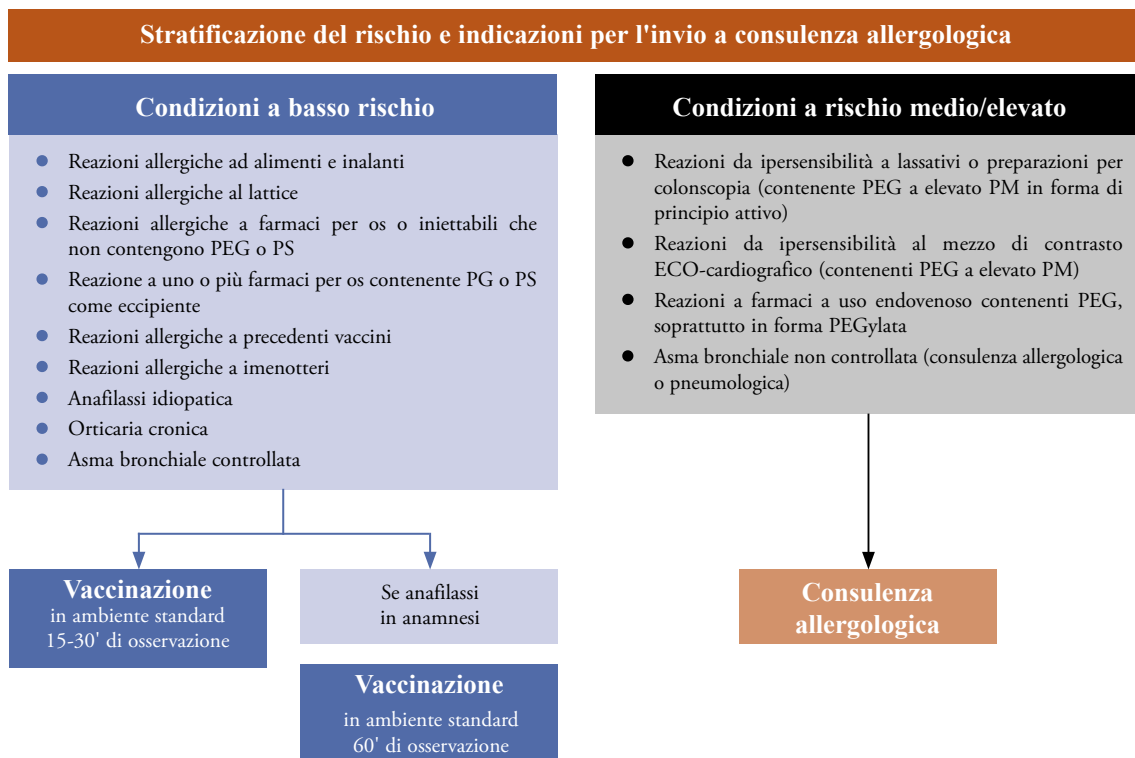 Stratificazione del rischio e indicazioni per l'invio a consulenza allergologica
Condizioni a basso rischio
● Reazioni allergiche ad alimenti e inalanti
● Reazioni allergiche al lattice
● Reazioni allergiche a farmaci per os o iniettabili che
non contengono PEG o PS
● Reazione a uno o più farmaci per os contenente PG o PS
come eccipiente
● Reazioni allergiche a precedenti vaccini
● Reazioni allergiche a imenotteri
● Anafilassi idiopatica
● Orticaria cronica
● Asma bronchiale controllata
Vaccinazione
in ambiente standard
15-30' di osservazione
Se anafilassi
in anamnesi
Vaccinazione
in ambiente standard
60' di osservazione
Condizioni a rischio medio/elevato
● Reazioni da ipersensibilità a lassativi o preparazioni per
colonscopia (contenente PEG a elevato PM in forma di
principio attivo)
● Reazioni da ipersensibilità al mezzo di contrasto
ECO-cardiografico (contenenti PEG a elevato PM)
● Reazioni a farmaci a uso endovenoso contenenti PEG,
soprattutto in forma PEGylata
● Asma bronchiale non controllata (consulenza allergologica
o pneumologica)
Consulenza
allergologica